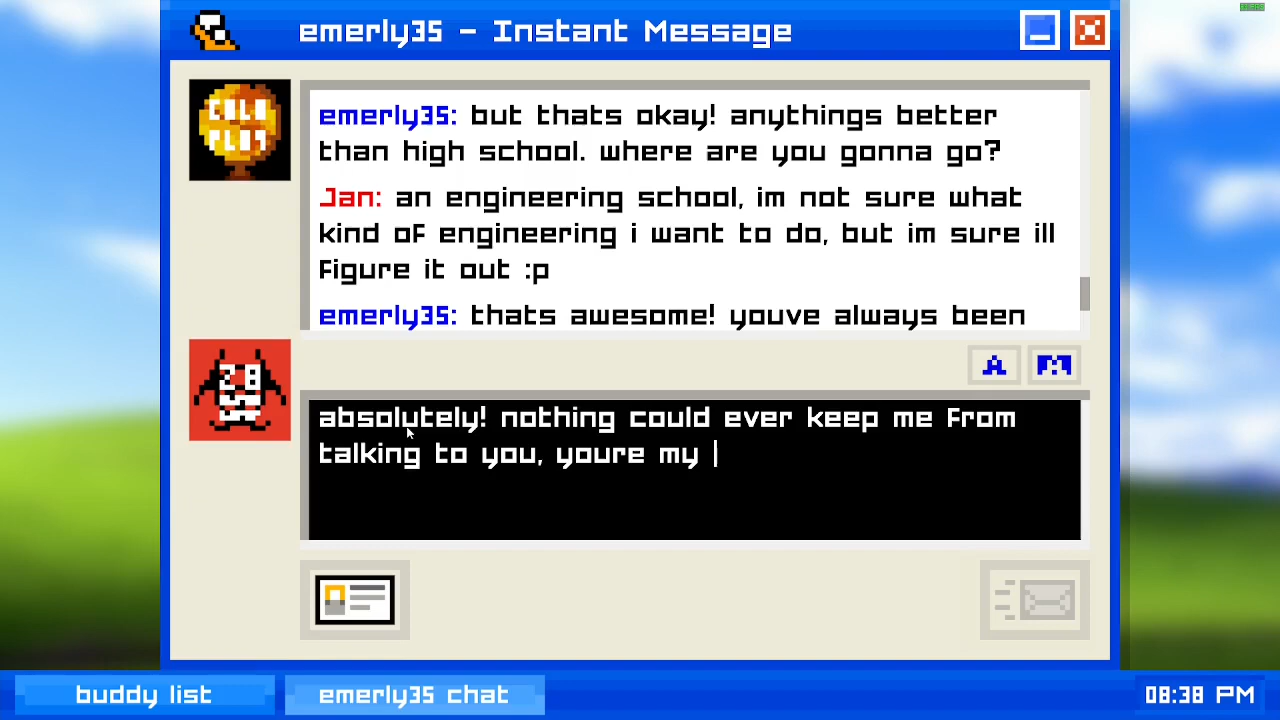 emerly35 - Instant Message
COLD
PLAY
emerly35: but thats okay! anythings better
than high school. where are you gonna go?
Jan: an engineering school, im not sure what
kind of engineering i want to do, but im sure ill
figure it out :p
emerly35: thats awesome! youve always been
A
absolutely! nothing could ever keep me from
talking to you, youre my
buddy list
emerly35 chat
08:38 PM